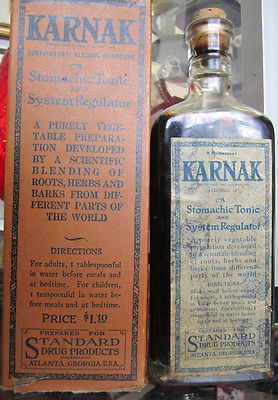 KARNAK
CONTAINS 18% ALCOHOL BY VOLUME
A
Stomachic Tonic
AND
System Regulator
A PURELY VEGE-
TABLE PREPARA-
TION DEVELOPED
BY A SCIENTIFIC
BLENDING OF
ROOTS, HERBS AND
BARKS FROM DIF-
FERENT PARTS OF
THE WORLD
DIRECTIONS
For adults, 1 tablespoonful
in water before meals and
at bedtime. For children,
1 teaspoonful in water be-
fore meals and at bedtime.
PRICE $1.10
PREPARED FOR
STANDARD
DRUG PRODUCTS
INCORPORATED
ATLANTA, GEORGIA, U.S.A.
KARNAK
ALCOHOL
A
Stomachic Tonic
AND
System Regulator
A purely vegetable
preparation developed
by a scientific blending
of roots, herbs and
barks from different
parts of the world
DIRECTIONS
PREPARED FOR
STANDARD
DRUG PRODUCTS
INCORPORATED
ATLANTA, GEORGIA, U.S.A.